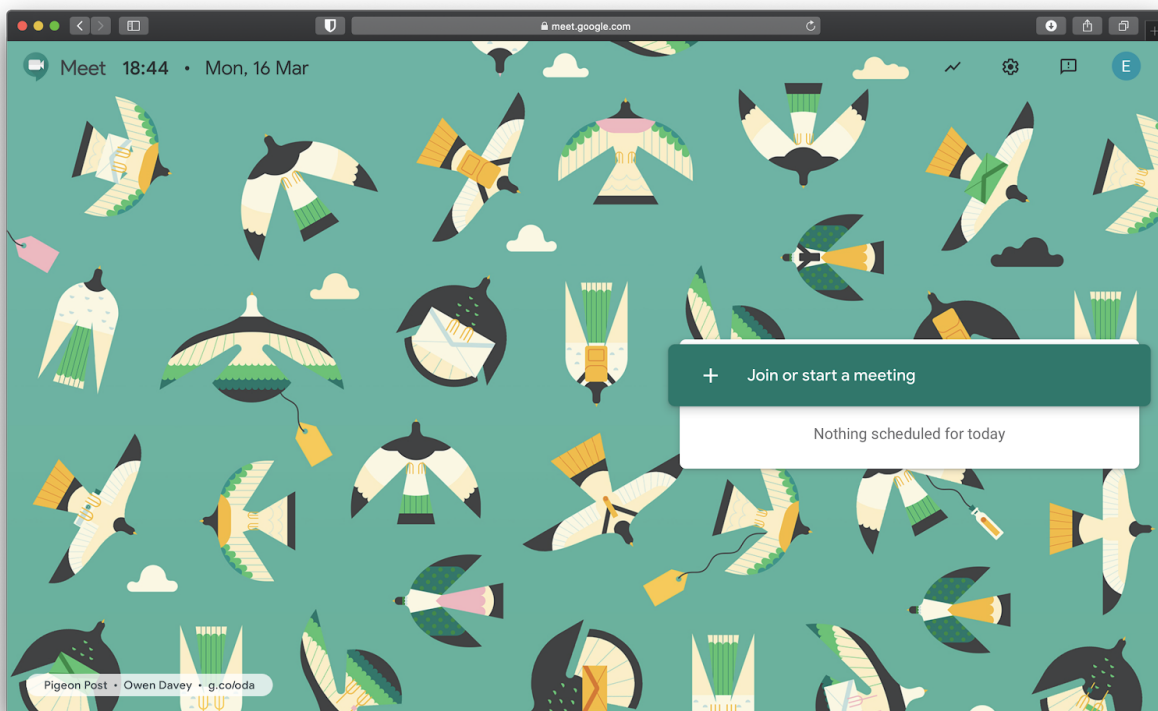 meet.google.com
Meet 18:44 • Mon, 16 Mar
E
+ Join or start a meeting
Nothing scheduled for today
Pigeon Post • Owen Davey • g.co/oda